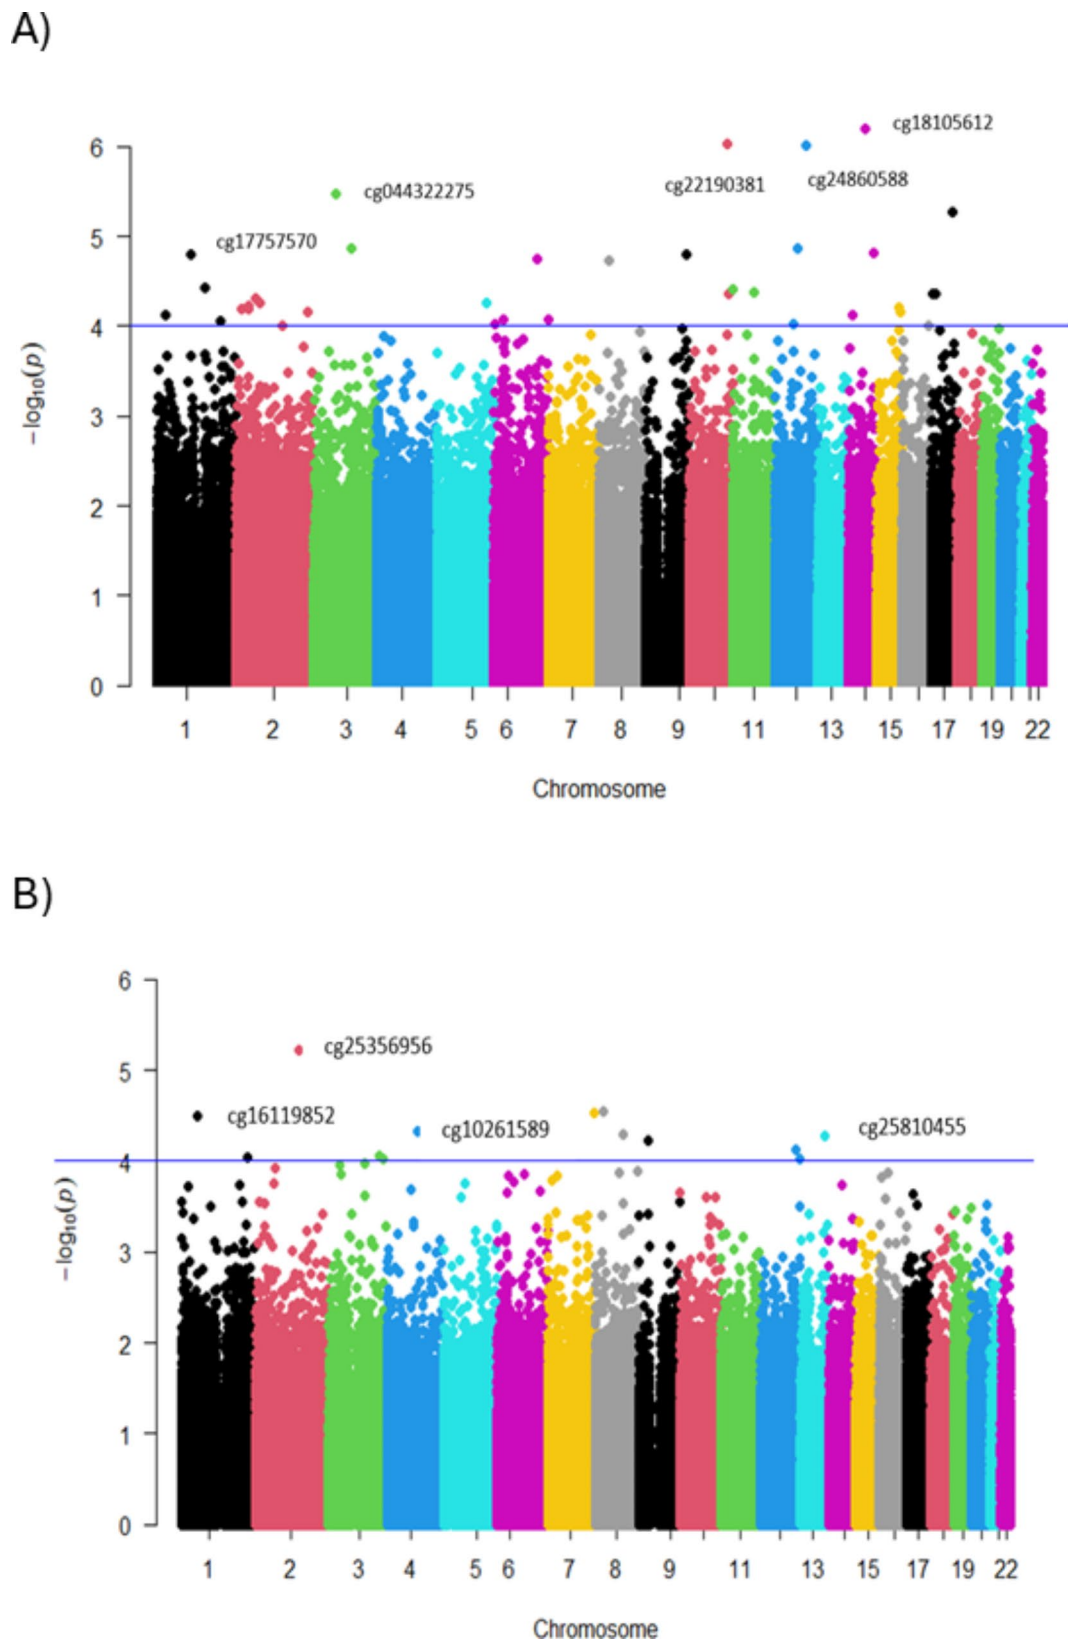 A)
cg18105612
cg22190381
cg24860588
cg044322275
cg17757570
6
5
4
3
2
1
0
−log10(p)
1 2 3 4 5 6 7 8 9 11 13 15 17 19 22
Chromosome
B)
6
5
4
3
2
1
0
cg25356956
cg16119852
cg10261589
cg25810455
−log10(p)
1 2 3 4 5 6 7 8 9 11 13 15 17 19 22
Chromosome